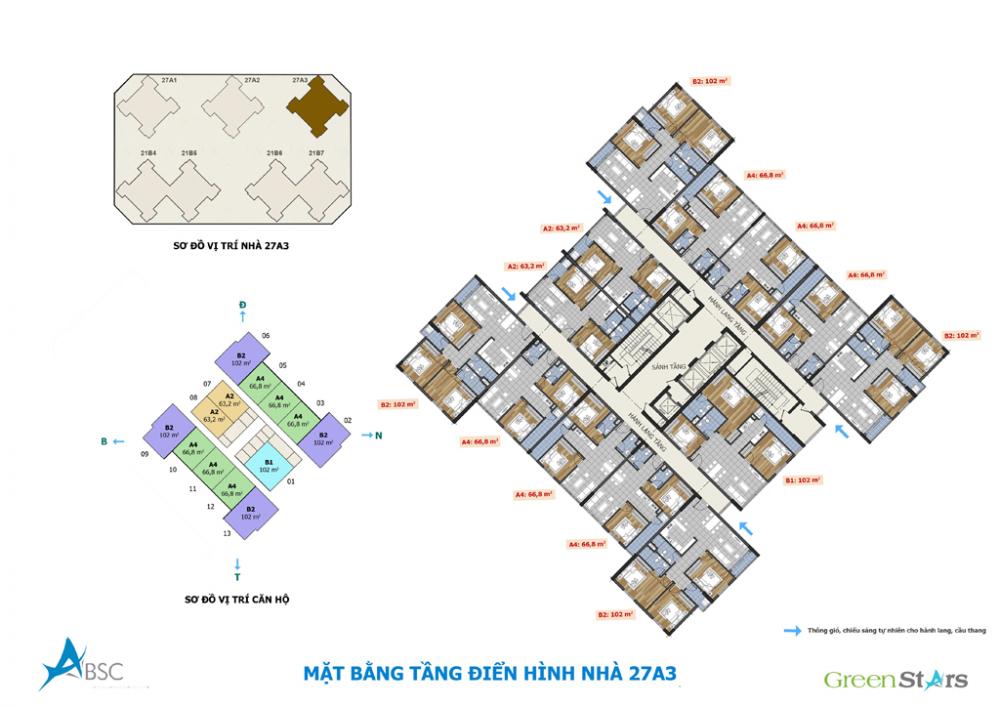 27A1
27A2
27A3
21B4
21B5
21B6
21B7
SƠ ĐỒ VỊ TRÍ NHÀ 27A3
Đ
B
N
T
06
05
04
03
02
01
07
08
09
10
11
12
13
B2
102 m²
A4
66,8 m²
A4
66,8 m²
A4
66,8 m²
B2
102 m²
A2
63,2 m²
A2
63,2 m²
B2
102 m²
A4
66,8 m²
A4
66,8 m²
A4
66,8 m²
B2
102 m²
B1
102 m²
SƠ ĐỒ VỊ TRÍ CĂN HỘ
B2: 102 m²
A4: 66,8 m²
A4: 66,8 m²
A4: 66,8 m²
B2: 102 m²
A2: 63,2 m²
A2: 63,2 m²
B2: 102 m²
A4: 66,8 m²
A4: 66,8 m²
A4: 66,8 m²
B2: 102 m²
B1: 102 m²
HÀNH LANG TẦNG
SẢNH TẦNG
HÀNH LANG TẦNG
Thông gió, chiếu sáng tự nhiên cho hành lang, cầu thang
ABSC
MẶT BẰNG TẦNG ĐIỂN HÌNH NHÀ 27A3
GreenStars